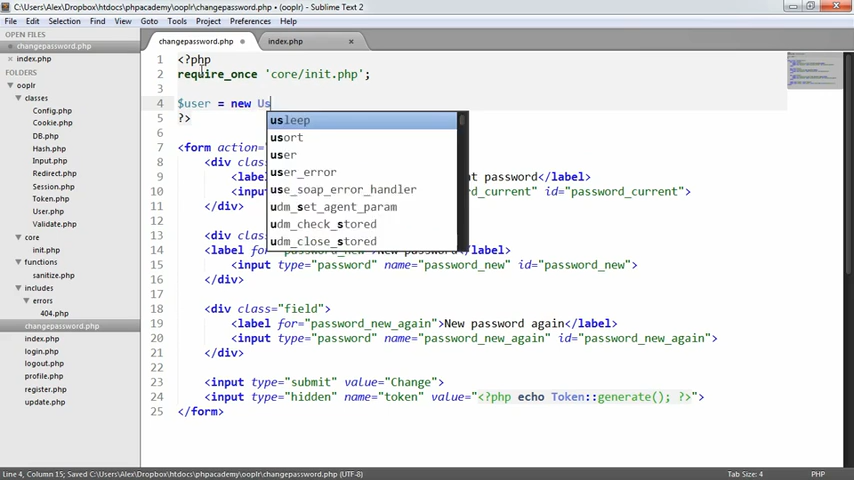 C:\Users\Alex\Dropbox\htdocs\phpacademy\ooplr\changepassword.php • (ooplr) - Sublime Text 2
File Edit Selection Find View Goto Tools Project Preferences Help
OPEN FILES
changepassword.php
index.php
FOLDERS
ooplr
classes
Config.php
Cookie.php
DB.php
Hash.php
Input.php
Redirect.php
Session.php
Token.php
User.php
Validate.php
core
init.php
functions
sanitize.php
includes
errors
404.php
changepassword.php
index.php
login.php
logout.php
profile.php
register.php
update.php
changepassword.php index.php
1 <?php
2 require_once 'core/init.php';
3
4 $user = new Us
5 ?>
6
7 <form action=
8 <div clas
9 <labe nt password</label>
10 <inpu rd_current" id="password_current">
11 </div>
12
13 <div clas
14 <label for= >New password</label>
15 <input type="password" name="password_new" id="password_new">
16 </div>
17
18 <div class="field">
19 <label for="password_new_again">New password again</label>
20 <input type="password" name="password_new_again" id="password_new_again">
21 </div>
22
23 <input type="submit" value="Change">
24 <input type="hidden" name="token" value="<?php echo Token::generate(); ?>">
25 </form>
usleep
usort
user
user_error
use_soap_error_handler
udm_set_agent_param
udm_check_stored
udm_close_stored
Line 4, Column 15; Saved C:\Users\Alex\Dropbox\htdocs\phpacademy\ooplr\changepassword.php (UTF-8)
Tab Size: 4
PHP